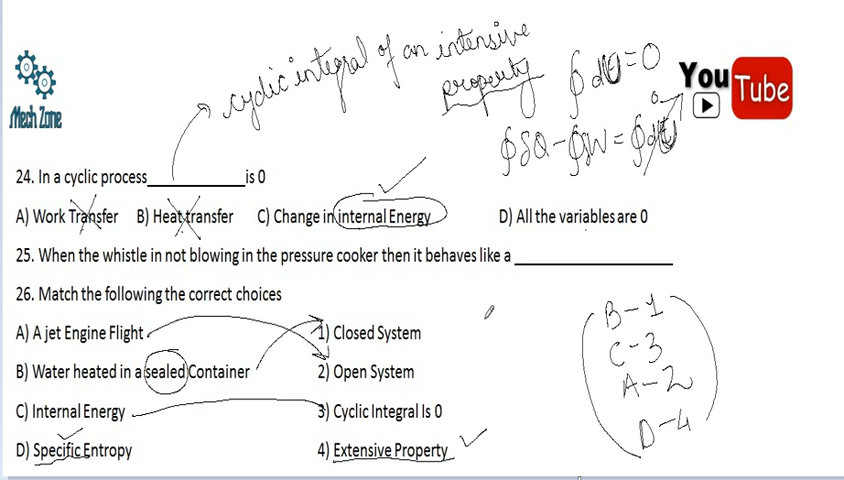 cyclic integral of an intensive
property ∮dU=0
You Tube
Mech Zone
∮δQ-∮δW=∮dU 0
24. In a cyclic process____________is 0
A) Work Transfer B) Heat transfer C) Change in internal Energy D) All the variables are 0
25. When the whistle in not blowing in the pressure cooker then it behaves like a ____________________
26. Match the following the correct choices
A) A jet Engine Flight 1) Closed System
B) Water heated in a sealed Container 2) Open System
C) Internal Energy 3) Cyclic Integral Is 0
D) Specific Entropy 4) Extensive Property
B-1
C-3
A-2
D-4